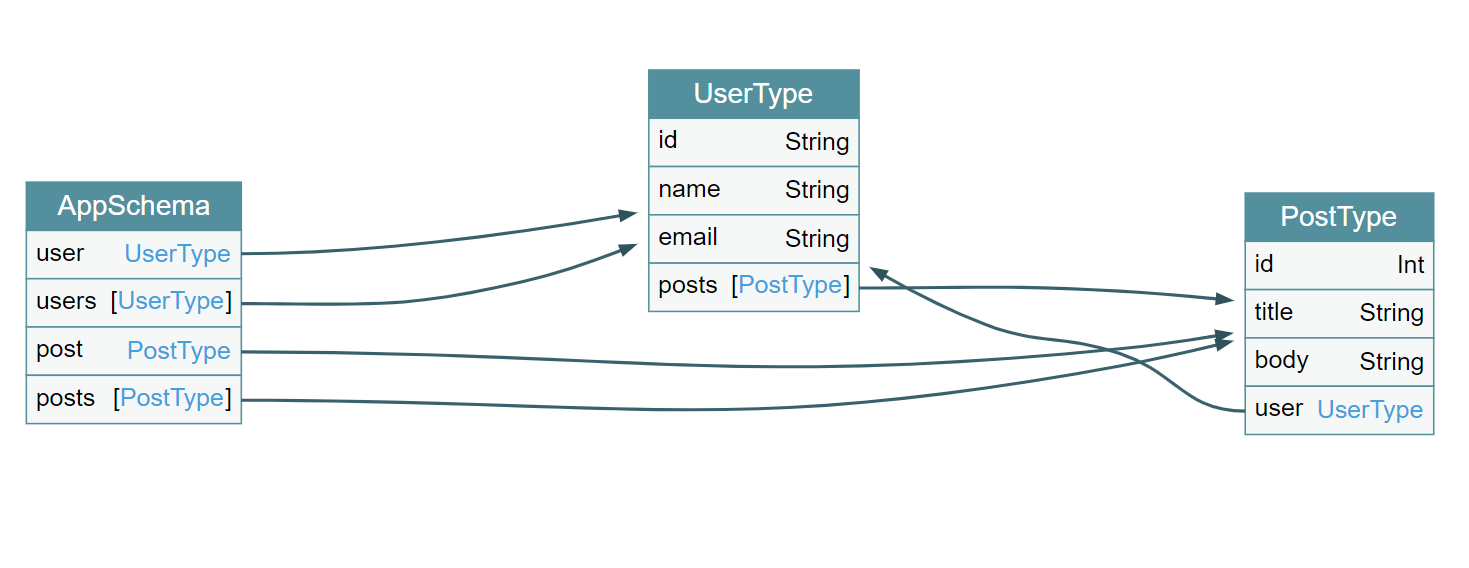 AppSchema
user UserType
users [UserType]
post PostType
posts [PostType]
UserType
id String
name String
email String
posts [PostType]
PostType
id Int
title String
body String
user UserType